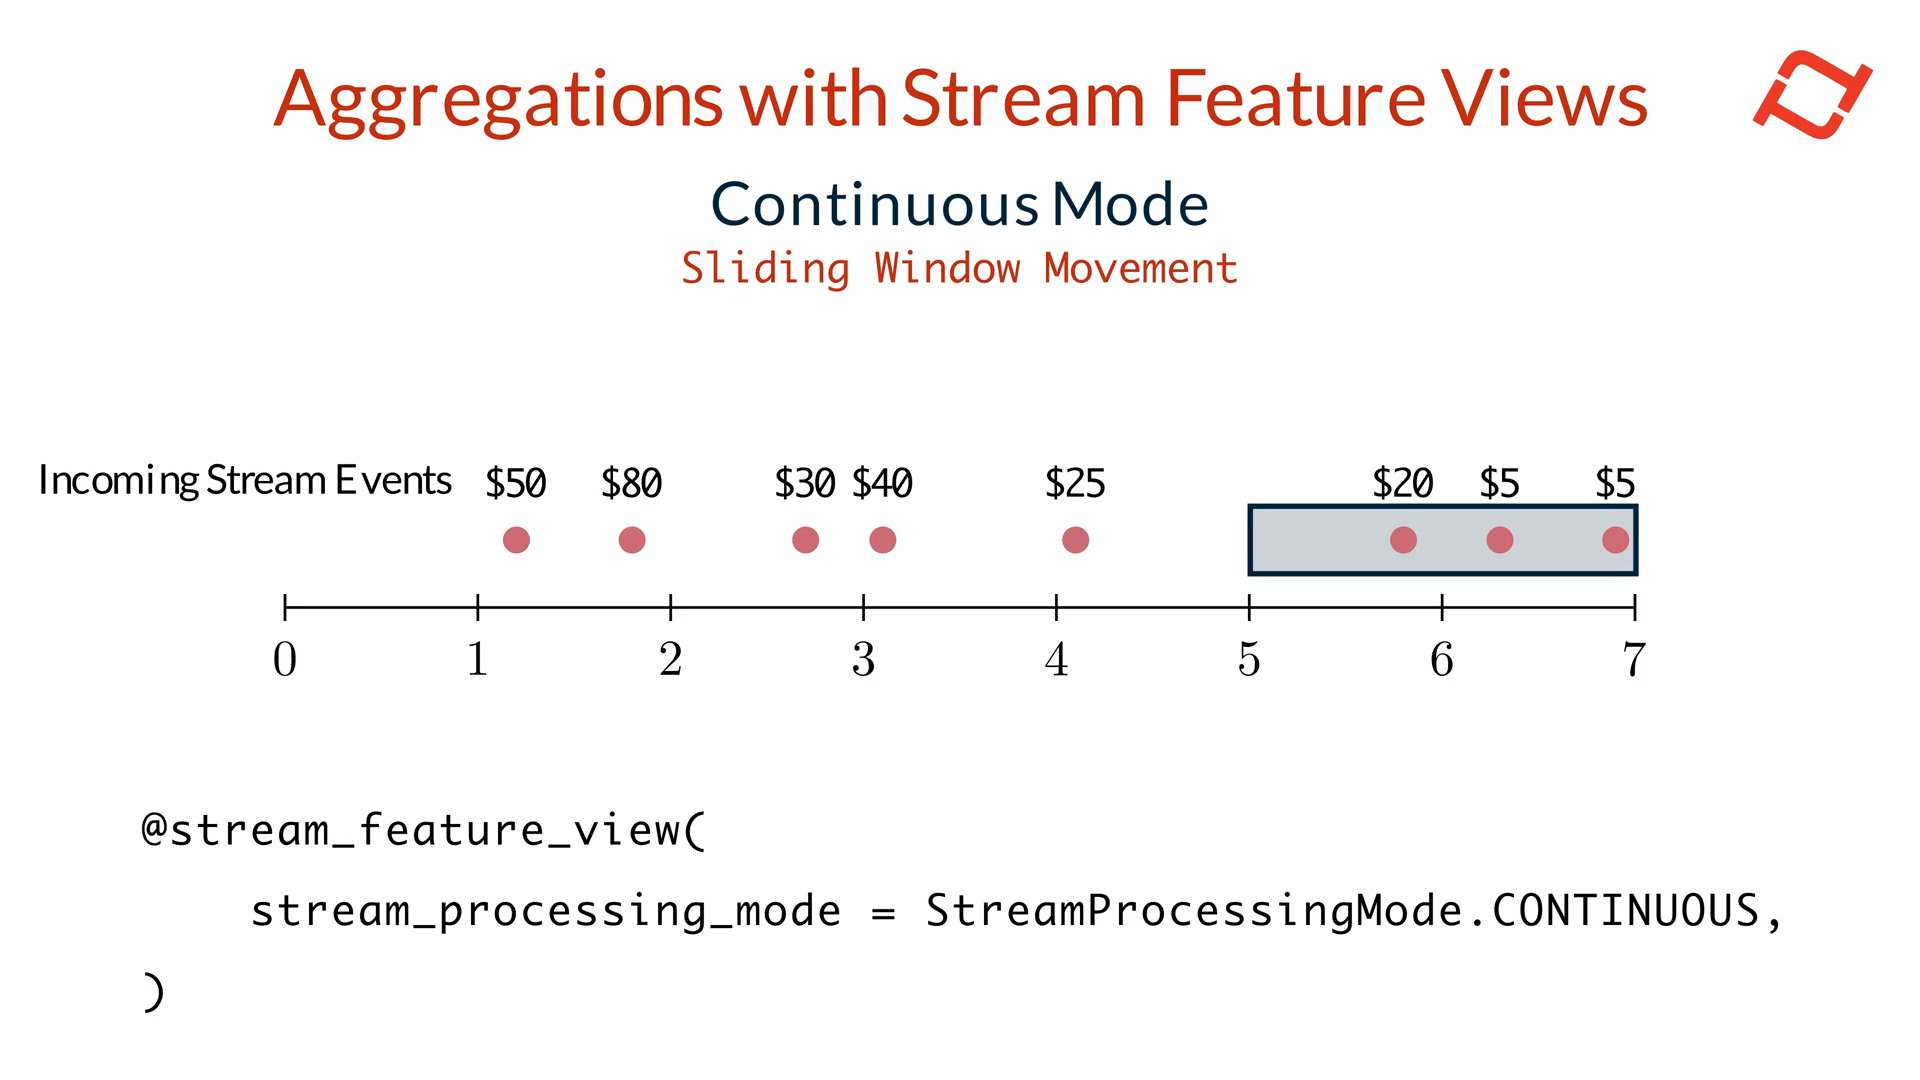 Aggregations with Stream Feature Views
Continuous Mode
Sliding Window Movement
Incoming Stream Events $50 $80 $30 $40 $25 $20 $5 $5
0 1 2 3 4 5 6 7
@stream_feature_view(
    stream_processing_mode = StreamProcessingMode.CONTINUOUS,
)